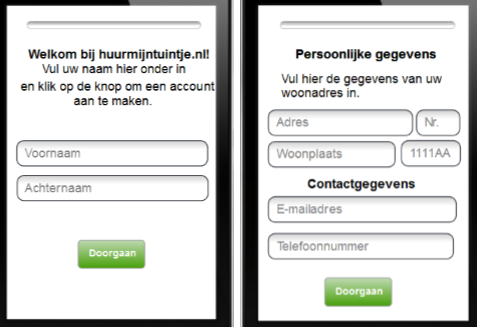 Welkom bij huurmijntuintje.nl!
Vul uw naam hier onder in
en klik op de knop om een account
aan te maken.
Voornaam
Achternaam
Doorgaan
Persoonlijke gegevens
Vul hier de gegevens van uw
woonadres in.
Adres Nr.
Woonplaats 1111AA
Contactgegevens
E-mailadres
Telefoonnummer
Doorgaan